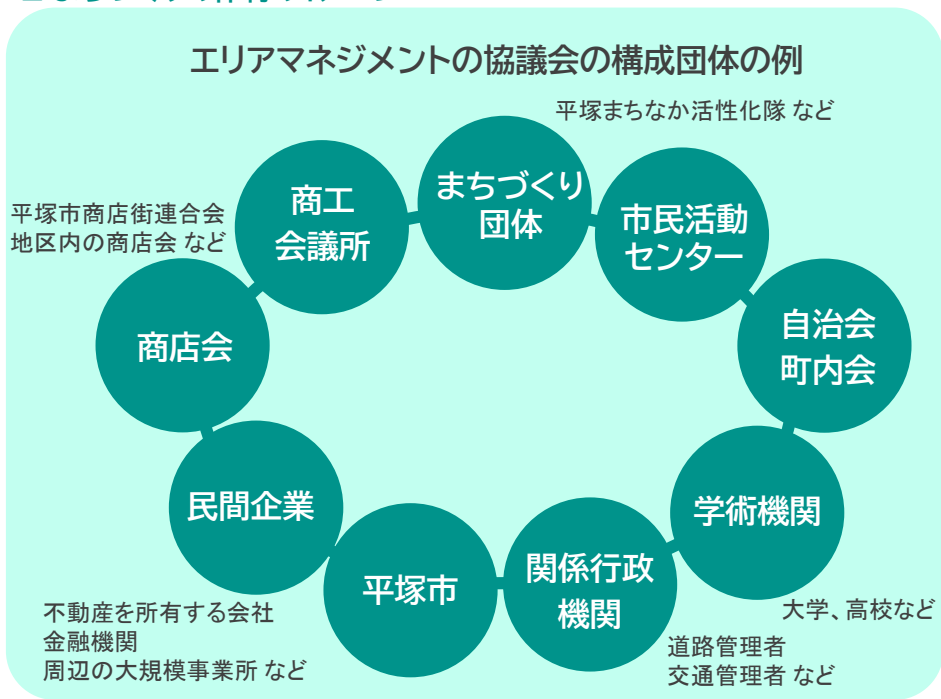 エリアマネジメントの協議会の構成団体の例
平塚まちなか活性化隊 など
まちづくり
団体
商工
会議所
市民活動
センター
平塚市商店街連合会
地区内の商店会 など
商店会
自治会
町内会
民間企業
学術機関
平塚市
関係行政
機関
不動産を所有する会社
金融機関
周辺の大規模事業所 など
大学、高校など
道路管理者
交通管理者 など